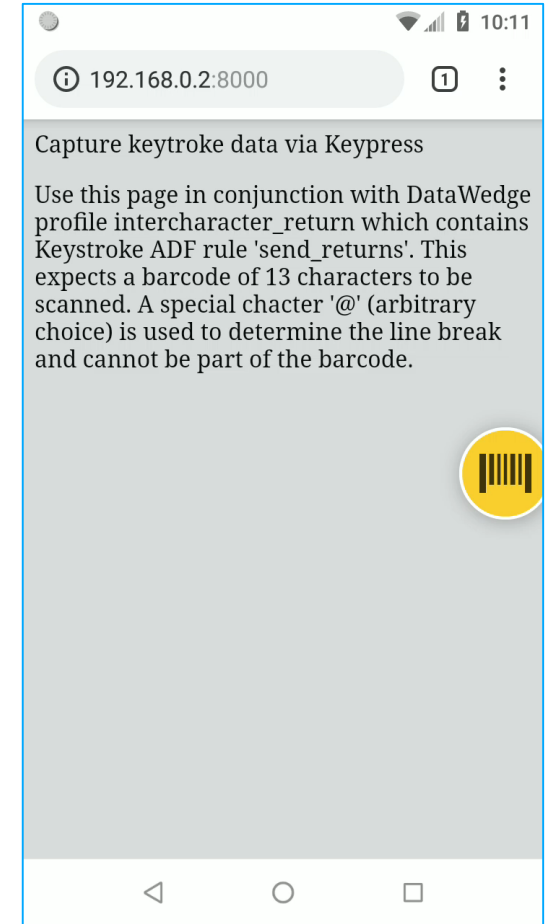 10:11
192.168.0.2:8000
1
Capture keytroke data via Keypress
Use this page in conjunction with DataWedge
profile intercharacter_return which contains
Keystroke ADF rule 'send_returns'. This
expects a barcode of 13 characters to be
scanned. A special chacter '@' (arbitrary
choice) is used to determine the line break
and cannot be part of the barcode.